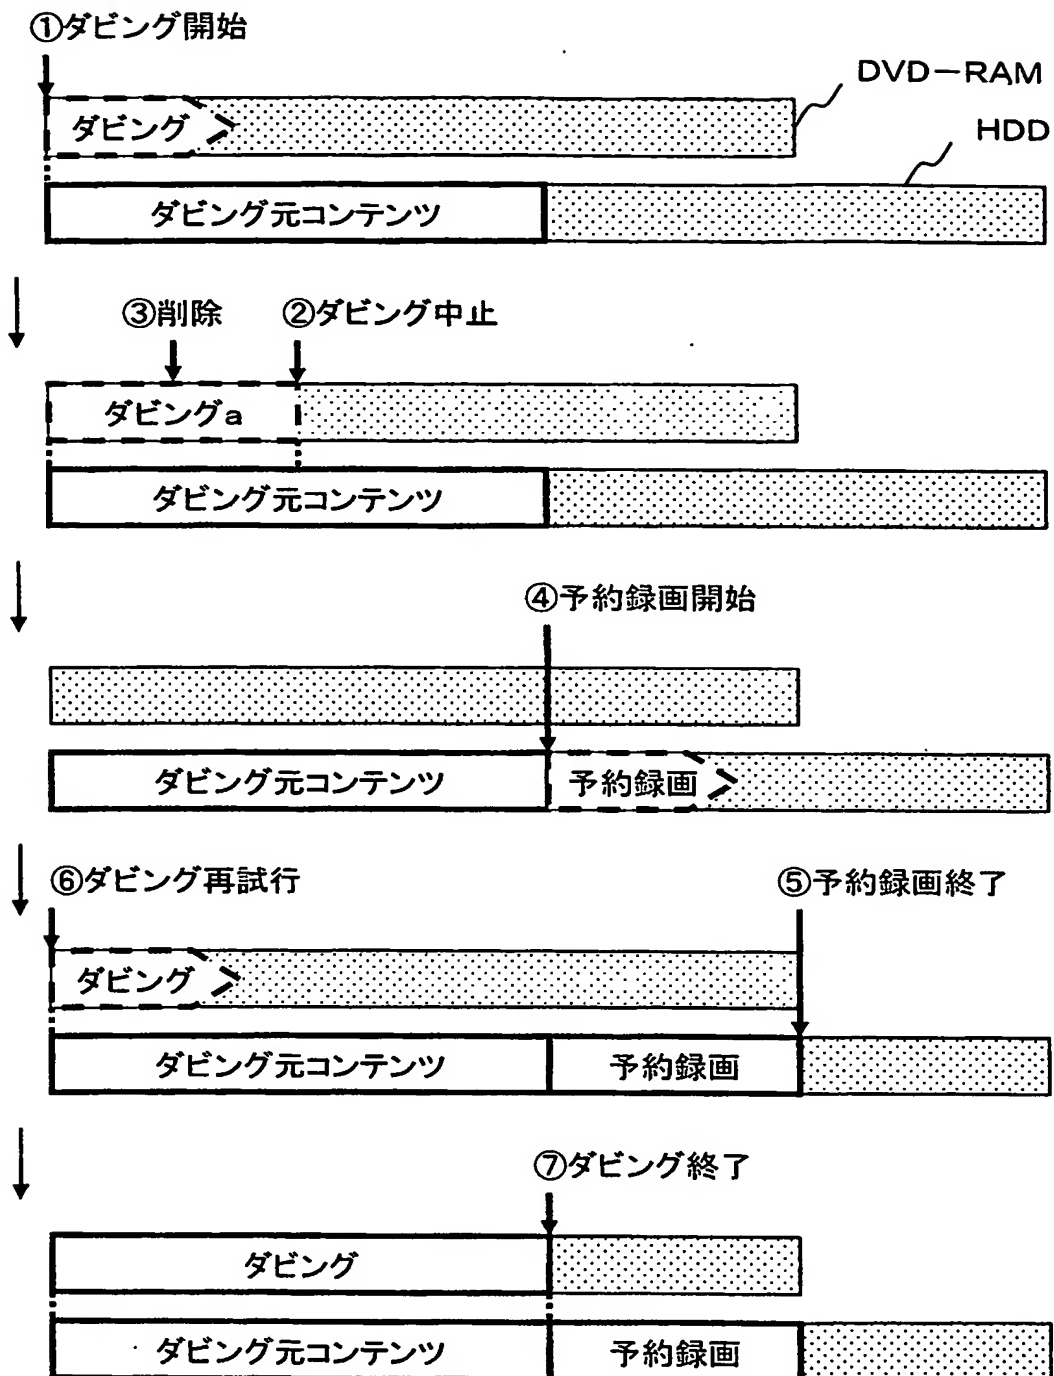 ①ダビング開始
DVD－RAM
ダビング
HDD
ダビング元コンテンツ
③削除 ②ダビング中止
ダビングa
ダビング元コンテンツ
④予約録画開始
ダビング元コンテンツ 予約録画
⑥ダビング再試行 ⑤予約録画終了
ダビング
ダビング元コンテンツ 予約録画
⑦ダビング終了
ダビング
ダビング元コンテンツ 予約録画